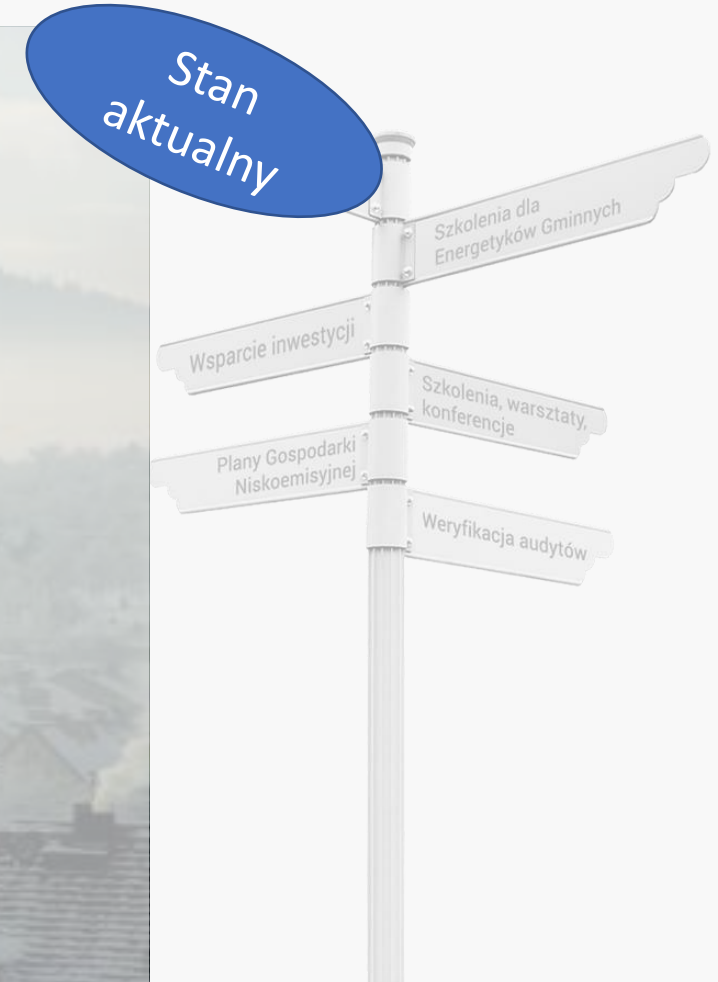 Stan
aktualny
Szkolenia dla
Energetyków Gminnych
Wsparcie inwestycji
Szkolenia, warsztaty,
konferencje
Plany Gospodarki
Niskoemisyjnej
Weryfikacja audytów